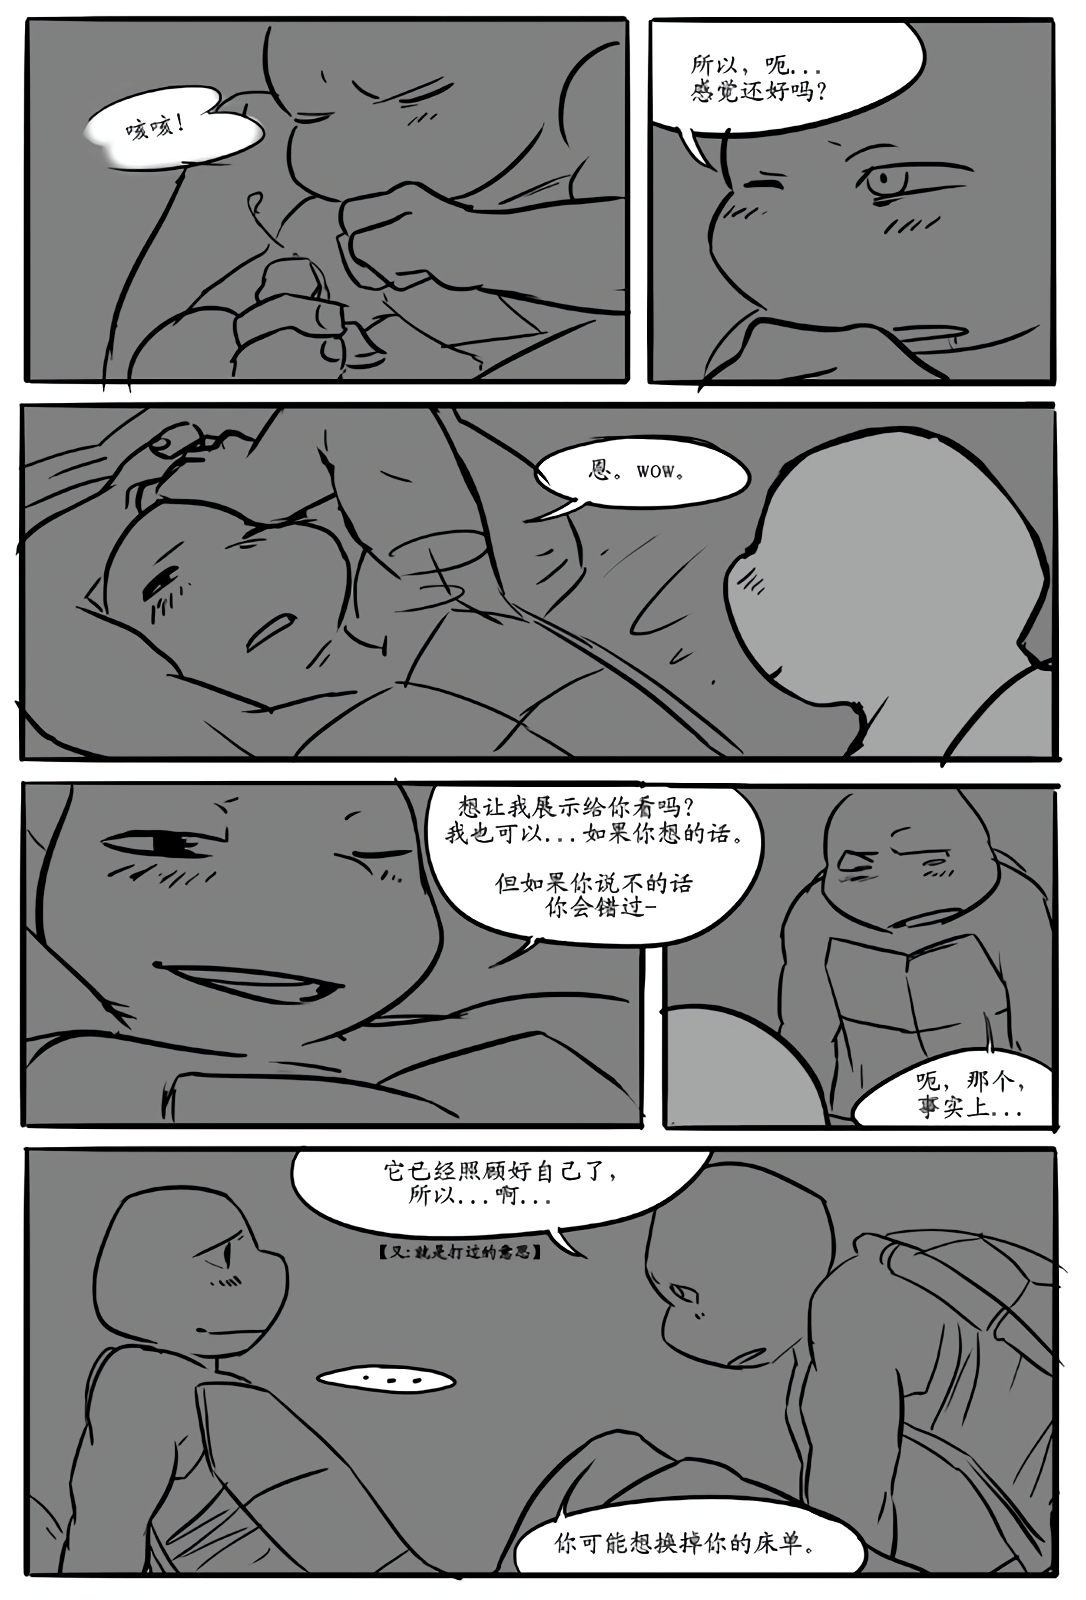 咳咳！
所以，呃...
感觉还好吗？
恩。wow。
想让我展示给你看吗？
我也可以...如果你想的话。
但如果你说不的话
你会错过-
呃，那个，
事实上...
它已经照顾好自己了，
所以...啊...
【又：就是打过的意思】
...
你可能想换掉你的床单。